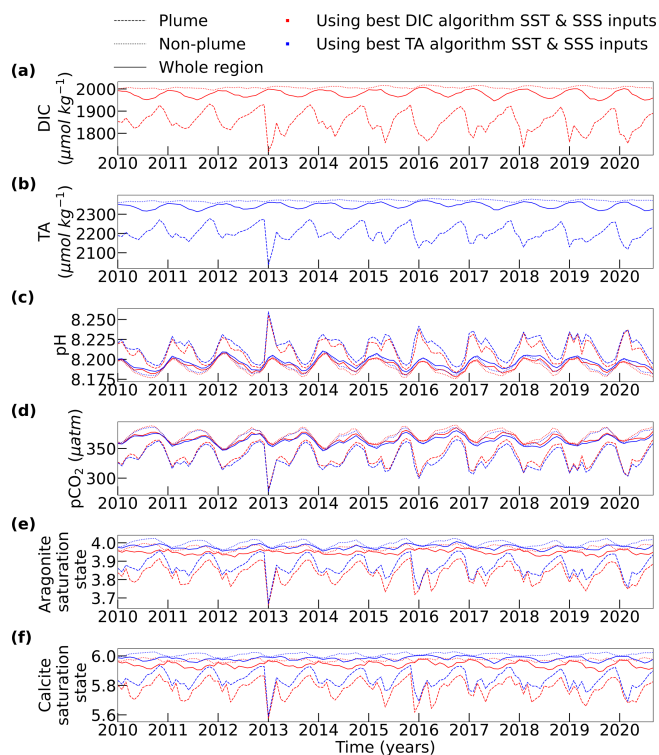 Plume
Non-plume
Whole region
Using best DIC algorithm SST & SSS inputs
Using best TA algorithm SST & SSS inputs
(a)
DIC
(μmol kg⁻¹)
2000
1900
1800
2010 2011 2012 2013 2014 2015 2016 2017 2018 2019 2020
(b)
TA
(μmol kg⁻¹)
2300
2200
2100
2010 2011 2012 2013 2014 2015 2016 2017 2018 2019 2020
(c)
pH
8.250
8.225
8.200
8.175
2010 2011 2012 2013 2014 2015 2016 2017 2018 2019 2020
(d)
pCO₂ (μatm)
350
300
2010 2011 2012 2013 2014 2015 2016 2017 2018 2019 2020
(e)
Aragonite
saturation
state
4.0
3.9
3.8
3.7
2010 2011 2012 2013 2014 2015 2016 2017 2018 2019 2020
(f)
Calcite
saturation
state
6.0
5.8
5.6
2010 2011 2012 2013 2014 2015 2016 2017 2018 2019 2020
Time (years)